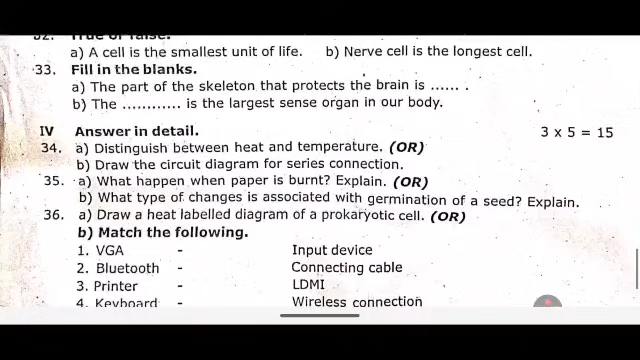 32. True or false.
a) A cell is the smallest unit of life. b) Nerve cell is the longest cell.
33. Fill in the blanks.
a) The part of the skeleton that protects the brain is ...... .
b) The ............ is the largest sense organ in our body.
IV Answer in detail. 3 x 5 = 15
34. a) Distinguish between heat and temperature. (OR)
b) Draw the circuit diagram for series connection.
35. a) What happen when paper is burnt? Explain. (OR)
b) What type of changes is associated with germination of a seed? Explain.
36. a) Draw a heat labelled diagram of a prokaryotic cell. (OR)
b) Match the following.
1. VGA - Input device
2. Bluetooth - Connecting cable
3. Printer - LDMI
4. Keyboard - Wireless connection